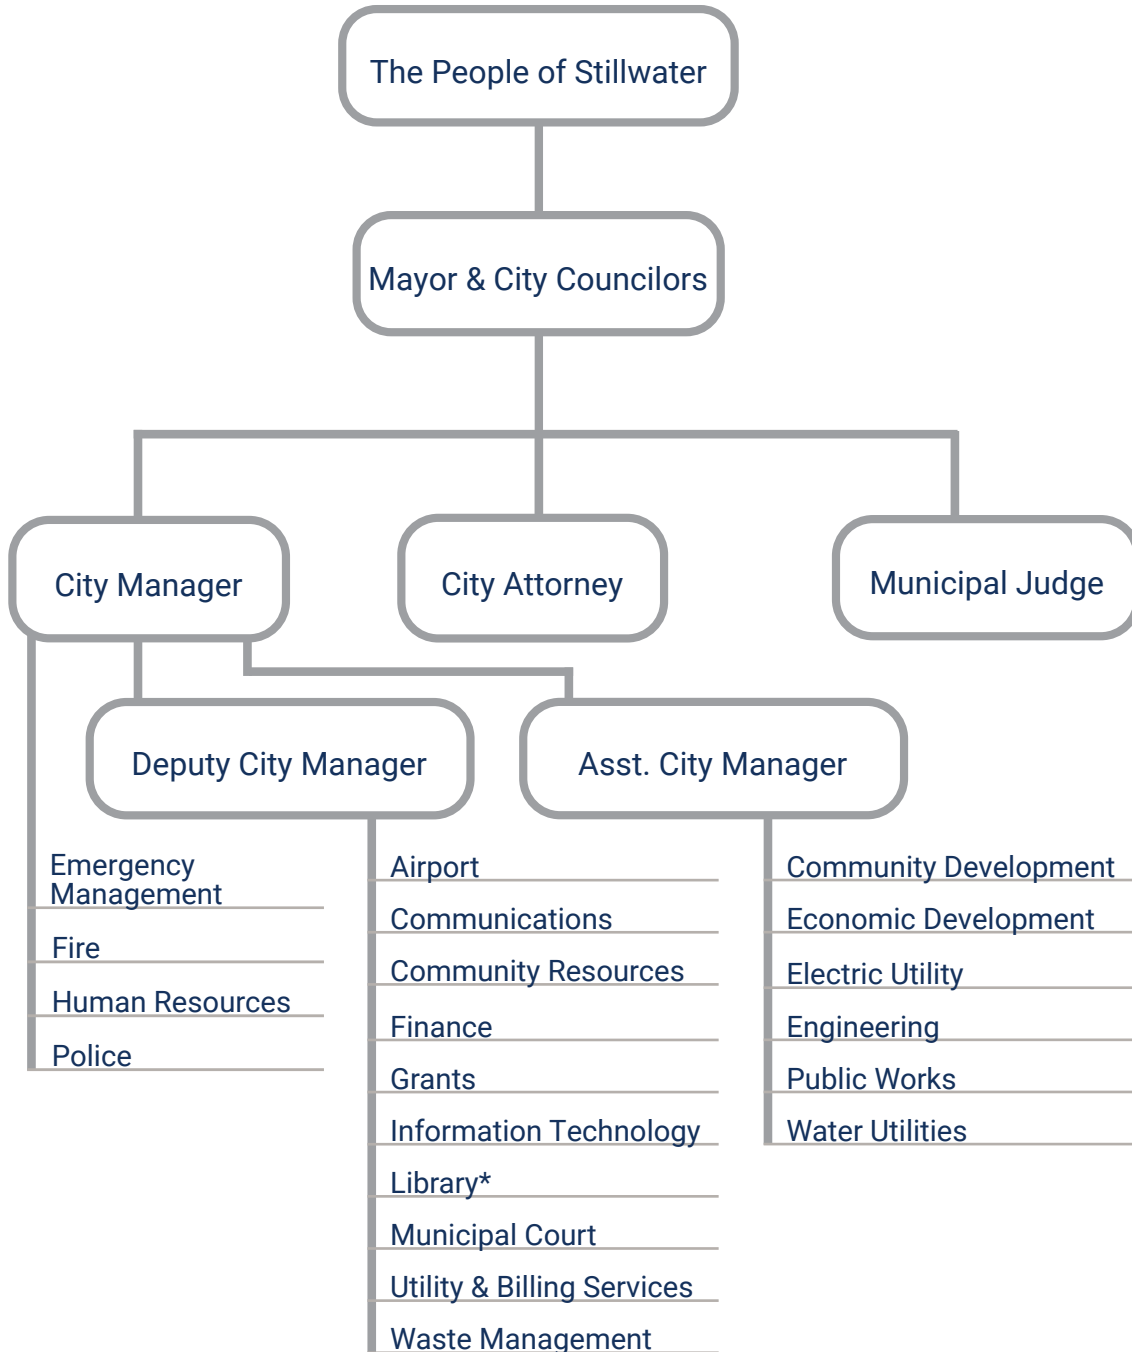 The People of Stillwater
Mayor & City Councilors
City Manager
City Attorney
Municipal Judge
Deputy City Manager
Asst. City Manager
Emergency
Management
Fire
Human Resources
Police
Airport
Communications
Community Resources
Finance
Grants
Information Technology
Library*
Municipal Court
Utility & Billing Services
Waste Management
Community Development
Economic Development
Electric Utility
Engineering
Public Works
Water Utilities